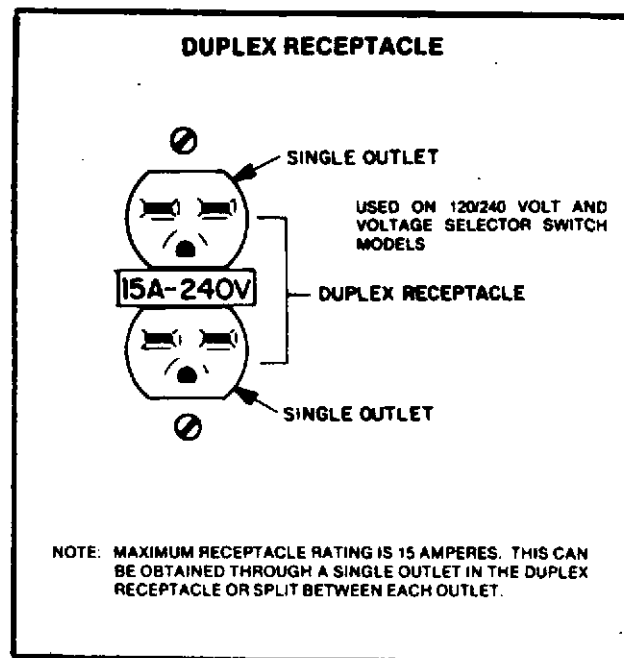 DUPLEX RECEPTACLE
SINGLE OUTLET
USED ON 120/240 VOLT AND
VOLTAGE SELECTOR SWITCH
MODELS
15A-240V
DUPLEX RECEPTACLE
SINGLE OUTLET
NOTE: MAXIMUM RECEPTACLE RATING IS 15 AMPERES. THIS CAN
BE OBTAINED THROUGH A SINGLE OUTLET IN THE DUPLEX
RECEPTACLE OR SPLIT BETWEEN EACH OUTLET.